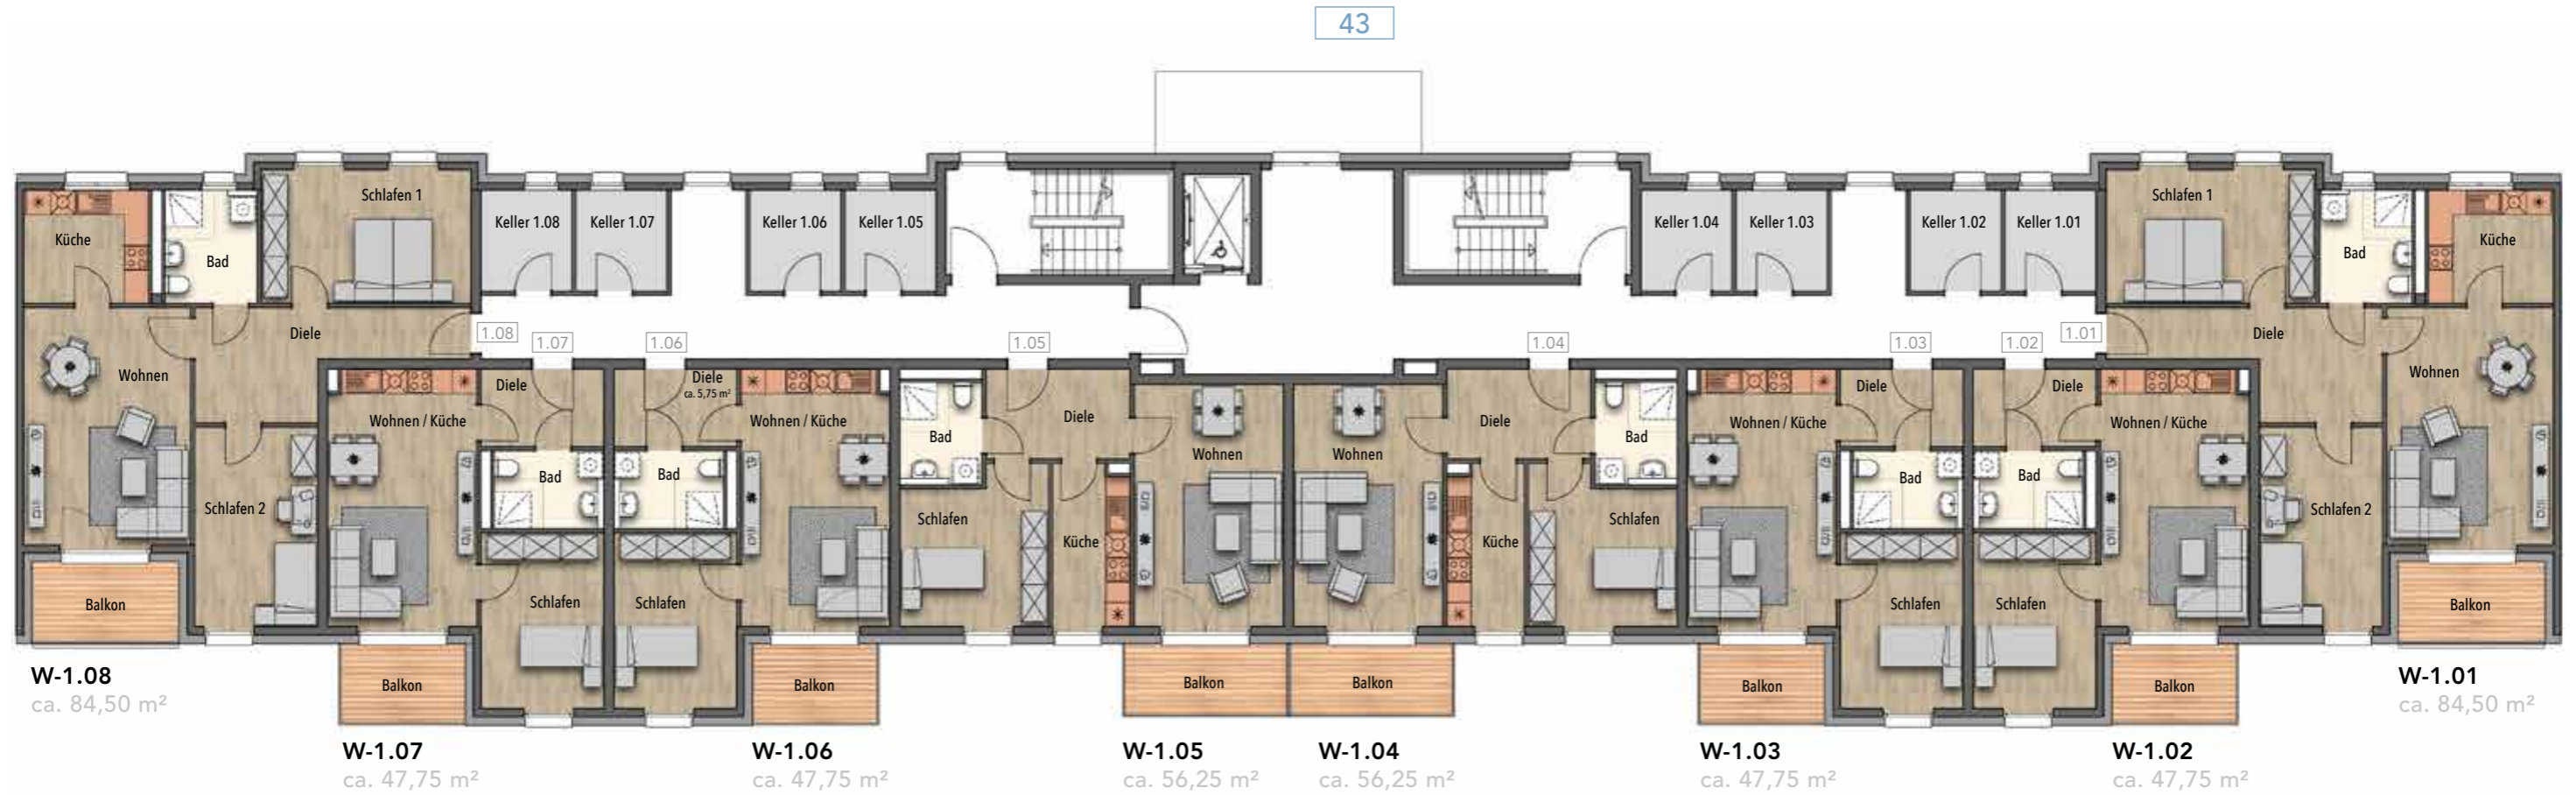 43
Schlafen 1
Schlafen 1
Küche
Bad
Keller 1.08
Keller 1.07
Keller 1.06
Keller 1.05
Keller 1.04
Keller 1.03
Keller 1.02
Keller 1.01
Bad
Küche
Diele
1.08
1.07
1.06
1.05
1.04
1.03
1.02
1.01
Diele
Wohnen
Diele
Diele
ca. 5,75 m²
Diele
Diele
Diele
Diele
Wohnen
Wohnen / Küche
Wohnen / Küche
Bad
Wohnen
Wohnen
Bad
Wohnen / Küche
Wohnen / Küche
Bad
Bad
Bad
Bad
Schlafen 2
Schlafen
Küche
Küche
Schlafen
Schlafen 2
Balkon
Schlafen
Schlafen
Schlafen
Schlafen
Balkon
Balkon
Balkon
Balkon
Balkon
Balkon
Balkon
W-1.08
ca. 84,50 m²
W-1.01
ca. 84,50 m²
W-1.07
ca. 47,75 m²
W-1.06
ca. 47,75 m²
W-1.05
ca. 56,25 m²
W-1.04
ca. 56,25 m²
W-1.03
ca. 47,75 m²
W-1.02
ca. 47,75 m²